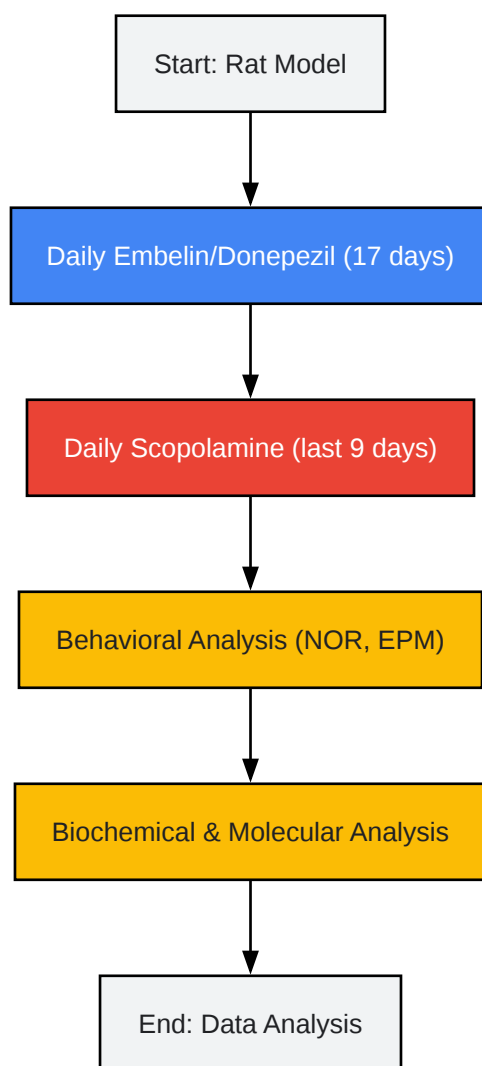 Start: Rat Model
Daily Embelin/Donepezil (17 days)
Daily Scopolamine (last 9 days)
Behavioral Analysis (NOR, EPM)
Biochemical & Molecular Analysis
End: Data Analysis